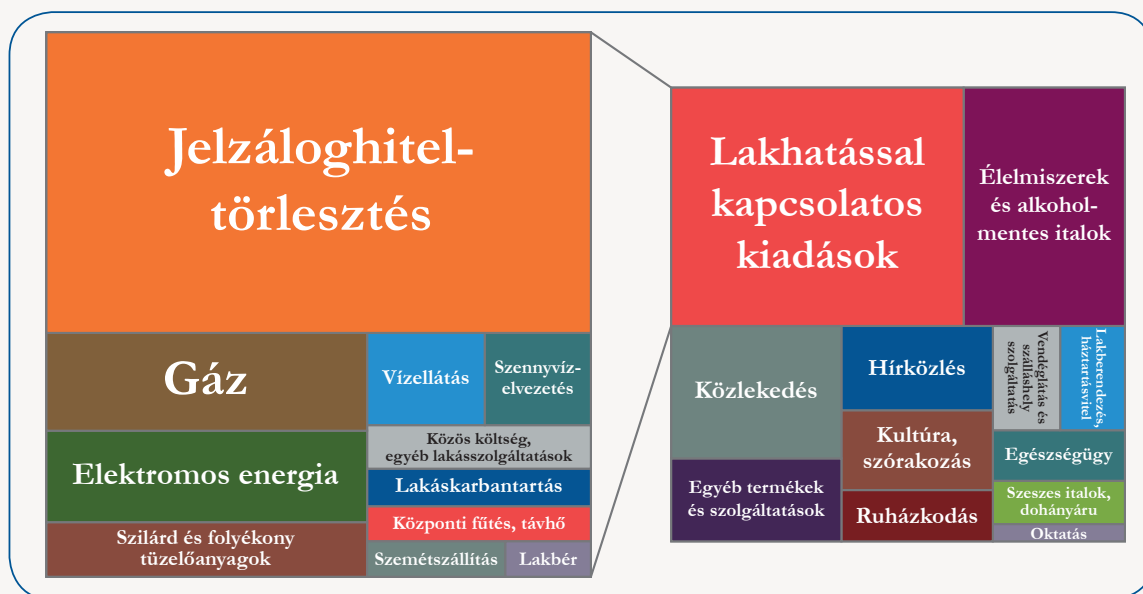 Jelzáloghitel-
törlesztés
Gáz
Elektromos energia
Szilárd és folyékony
tüzelőanyagok
Vízellátás
Szennyvíz-
elvezetés
Közös költség,
egyéb lakásszolgáltatások
Lakáskarbantartás
Központi fűtés, távhő
Szemétszállítás
Lakbér
Lakhatással
kapcsolatos
kiadások
Élelmiszerek
és alkohol-
mentes italok
Közlekedés
Egyéb termékek
és szolgáltatások
Hírközlés
Kultúra,
szórakozás
Ruházkodás
Vendéglátás és
szálláshely
szolgáltatás
Lakberendezés,
háztartásvitel
Egészségügy
Szeszes italok,
dohányáru
Oktatás